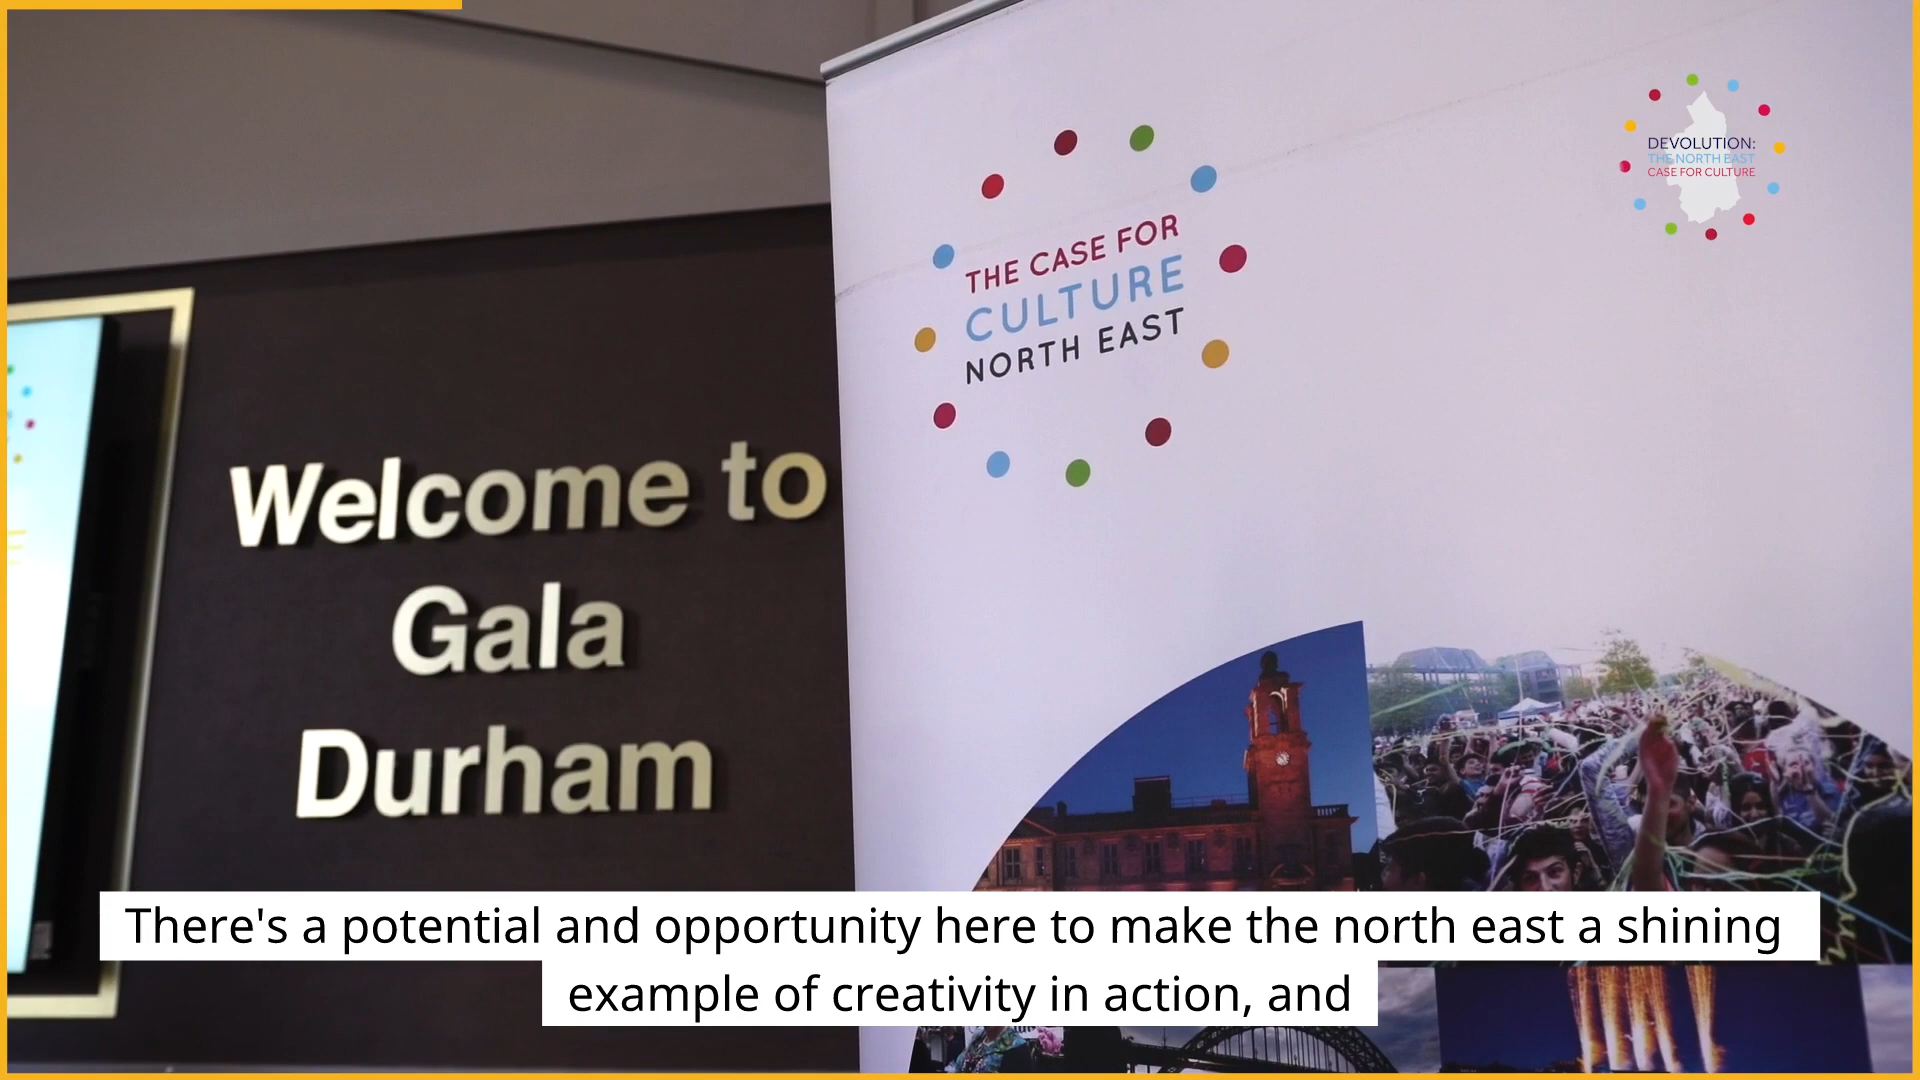 DEVOLUTION:
THE NORTH EAST
CASE FOR CULTURE
THE CASE FOR
CULTURE
NORTH EAST
Welcome to
Gala
Durham
There's a potential and opportunity here to make the north east a shining
example of creativity in action, and